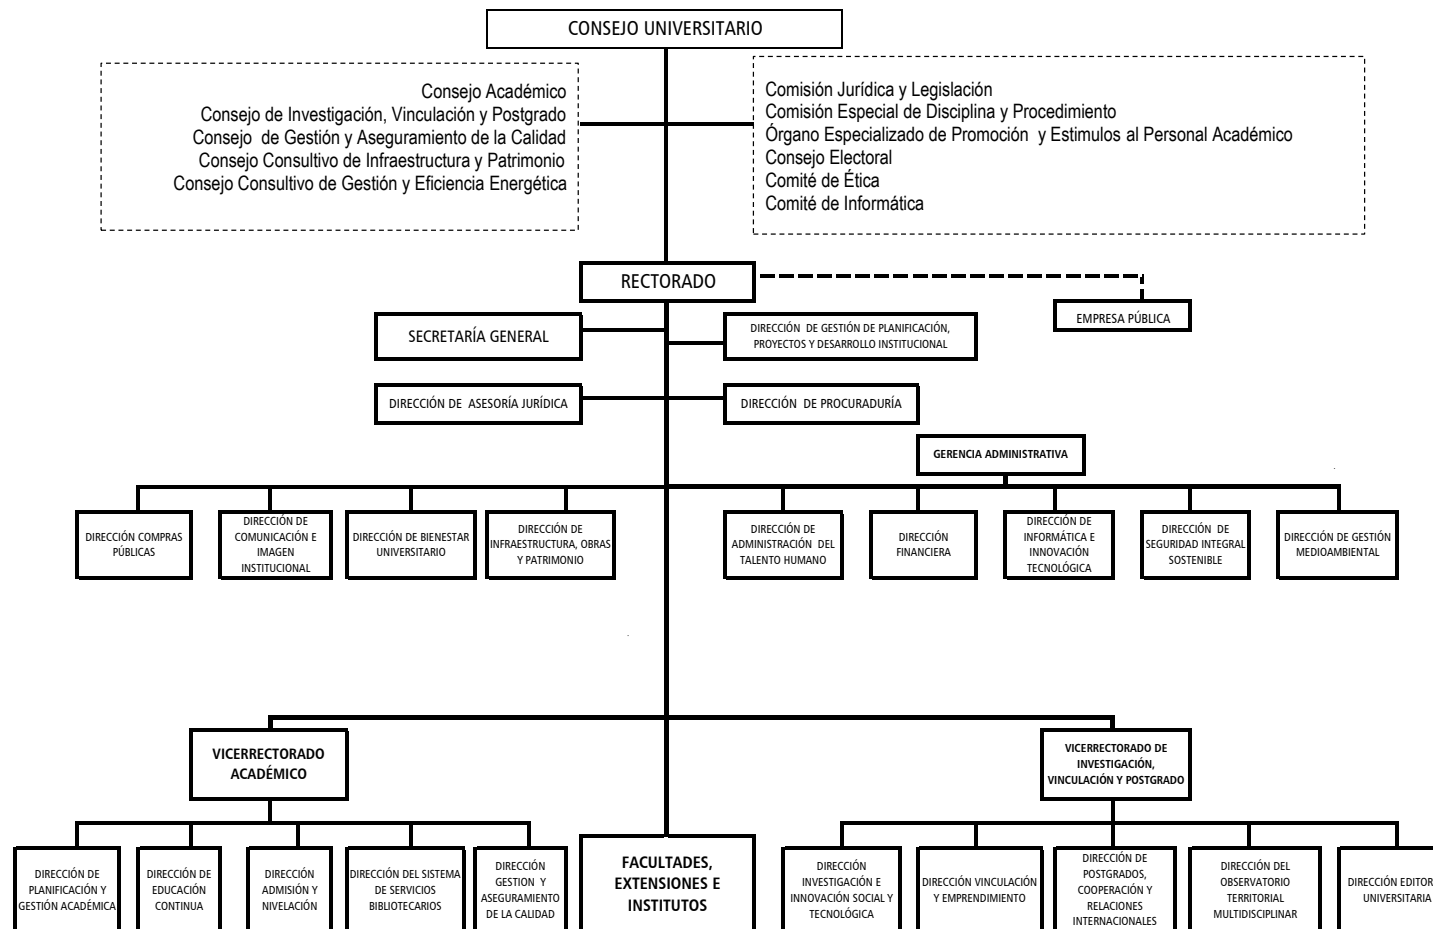 CONSEJO UNIVERSITARIO
Consejo Académico
Consejo de Investigación, Vinculación y Postgrado
Consejo de Gestión y Aseguramiento de la Calidad
Consejo Consultivo de Infraestructura y Patrimonio
Consejo Consultivo de Gestión y Eficiencia Energética
Comisión Jurídica y Legislación
Comisión Especial de Disciplina y Procedimiento
Órgano Especializado de Promoción y Estimulos al Personal Académico
Consejo Electoral
Comité de Ética
Comité de Informática
RECTORADO
EMPRESA PÚBLICA
SECRETARÍA GENERAL
DIRECCIÓN DE GESTIÓN DE PLANIFICACIÓN,
PROYECTOS Y DESARROLLO INSTITUCIONAL
DIRECCIÓN DE ASESORÍA JURÍDICA
DIRECCIÓN DE PROCURADURÍA
GERENCIA ADMINISTRATIVA
DIRECCIÓN COMPRAS
PÚBLICAS
DIRECCIÓN DE
COMUNICACIÓN E
IMAGEN
INSTITUCIONAL
DIRECCIÓN DE BIENESTAR
UNIVERSITARIO
DIRECCIÓN DE
INFRAESTRUCTURA, OBRAS
Y PATRIMONIO
DIRECCIÓN DE
ADMINISTRACIÓN DEL
TALENTO HUMANO
DIRECCIÓN
FINANCIERA
DIRECCIÓN DE
INFORMÁTICA E
INNOVACIÓN
TECNOLÓGICA
DIRECCIÓN DE
SEGURIDAD INTEGRAL
SOSTENIBLE
DIRECCIÓN DE GESTIÓN
MEDIOAMBIENTAL
VICERRECTORADO
ACADÉMICO
VICERRECTORADO DE
INVESTIGACIÓN,
VINCULACIÓN Y POSTGRADO
DIRECCIÓN DE
PLANIFICACIÓN Y
GESTIÓN ACADÉMICA
DIRECCIÓN DE
EDUCACIÓN
CONTINUA
DIRECCIÓN
ADMISIÓN Y
NIVELACIÓN
DIRECCIÓN DEL SISTEMA
DE SERVICIOS
BIBLIOTECARIOS
DIRECCIÓN
GESTION Y
ASEGURAMIENTO
DE LA CALIDAD
FACULTADES,
EXTENSIONES E
INSTITUTOS
DIRECCIÓN
INVESTIGACIÓN E
INNOVACIÓN SOCIAL Y
TECNOLÓGICA
DIRECCIÓN VINCULACIÓN
Y EMPRENDIMIENTO
DIRECCIÓN DE
POSTGRADOS,
COOPERACIÓN Y
RELACIONES
INTERNACIONALES
DIRECCIÓN DEL
OBSERVATORIO
TERRITORIAL
MULTIDISCIPLINAR
DIRECCIÓN EDITOR
UNIVERSITARIA